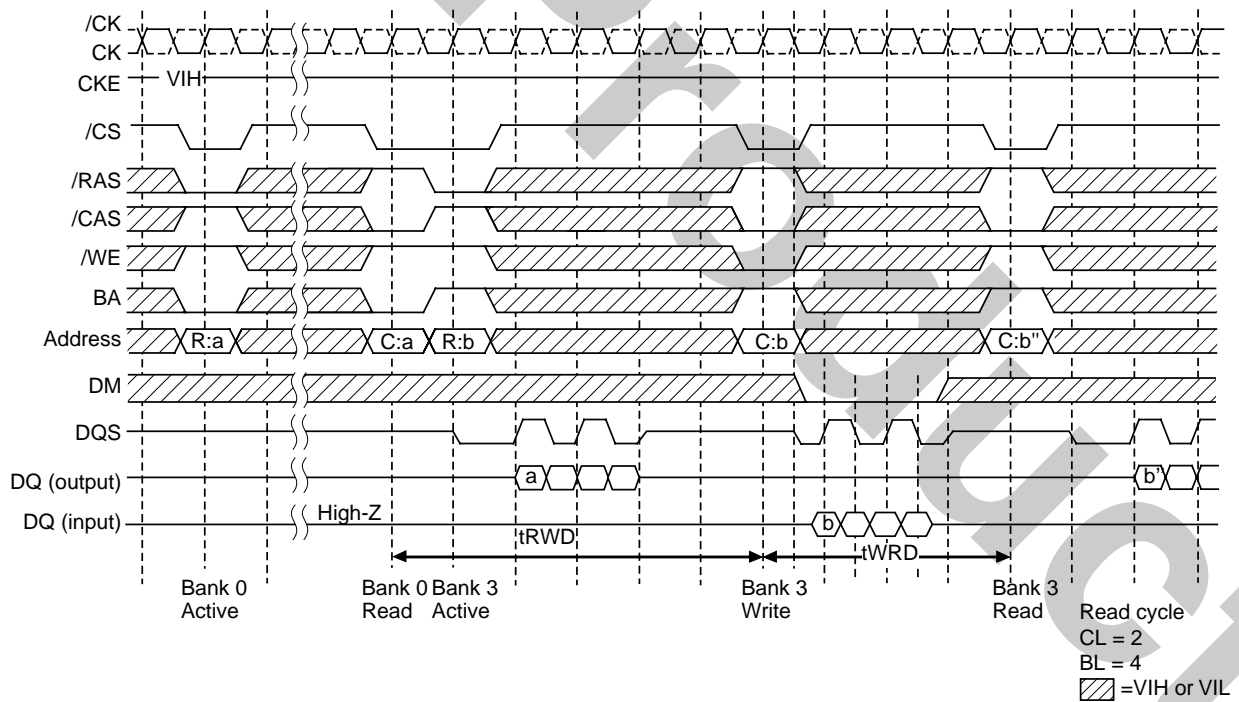 /CK
CK
CKE VIH
/CS
/RAS
/CAS
/WE
BA
Address R:a C:a R:b C:b C:b"
DM
DQS
DQ (output) a b'
DQ (input) High-Z b
tRWD tWRD
Bank 0 Active
Bank 0 Read
Bank 3 Active
Bank 3 Write
Bank 3 Read
Read cycle
CL = 2
BL = 4
=VIH or VIL
roduct